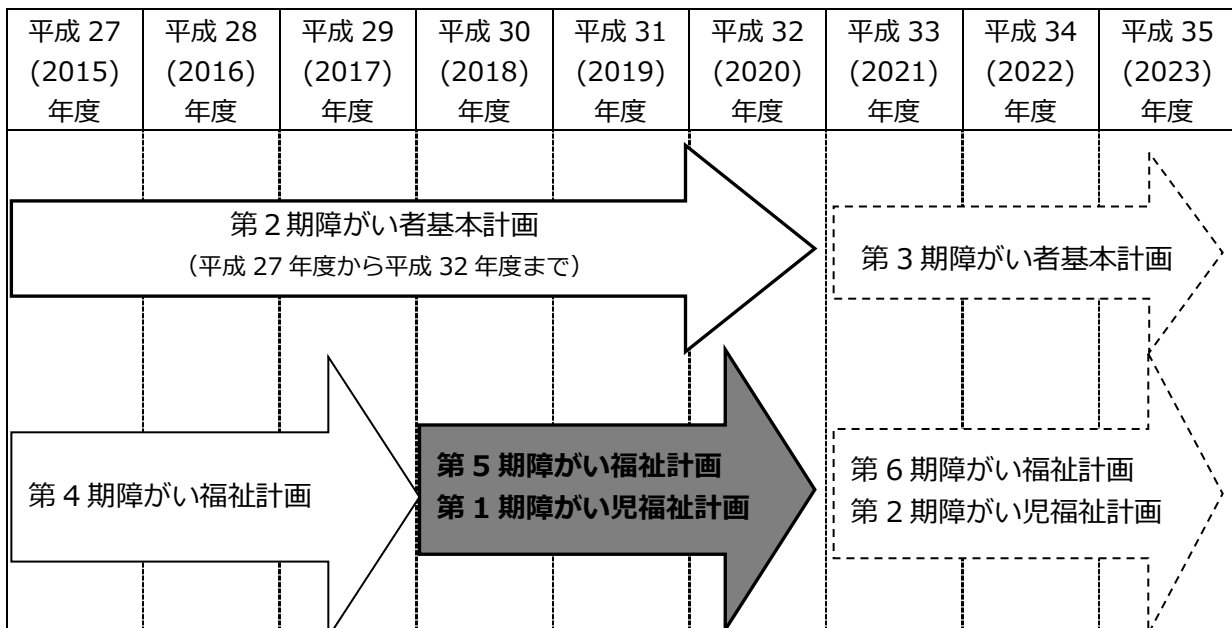 平成 27
(2015)
年度
平成 28
(2016)
年度
平成 29
(2017)
年度
平成 30
(2018)
年度
平成 31
(2019)
年度
平成 32
(2020)
年度
平成 33
(2021)
年度
平成 34
(2022)
年度
平成 35
(2023)
年度
第２期障がい者基本計画
（平成 27 年度から平成 32 年度まで）
第３期障がい者基本計画
第４期障がい福祉計画
第５期障がい福祉計画
第１期障がい児福祉計画
第６期障がい福祉計画
第２期障がい児福祉計画